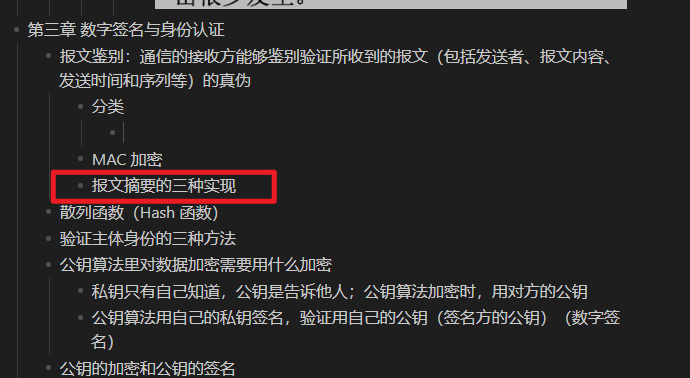 第三章 数字签名与身份认证
报文鉴别：通信的接收方能够鉴别验证所收到的报文（包括发送者、报文内容、
发送时间和序列等）的真伪
分类
MAC 加密
报文摘要的三种实现
散列函数（Hash 函数）
验证主体身份的三种方法
公钥算法里对数据加密需要用什么加密
私钥只有自己知道，公钥是告诉他人；公钥算法加密时，用对方的公钥
公钥算法用自己的私钥签名，验证用自己的公钥（签名方的公钥）（数字签
名）
公钥的加密和公钥的签名